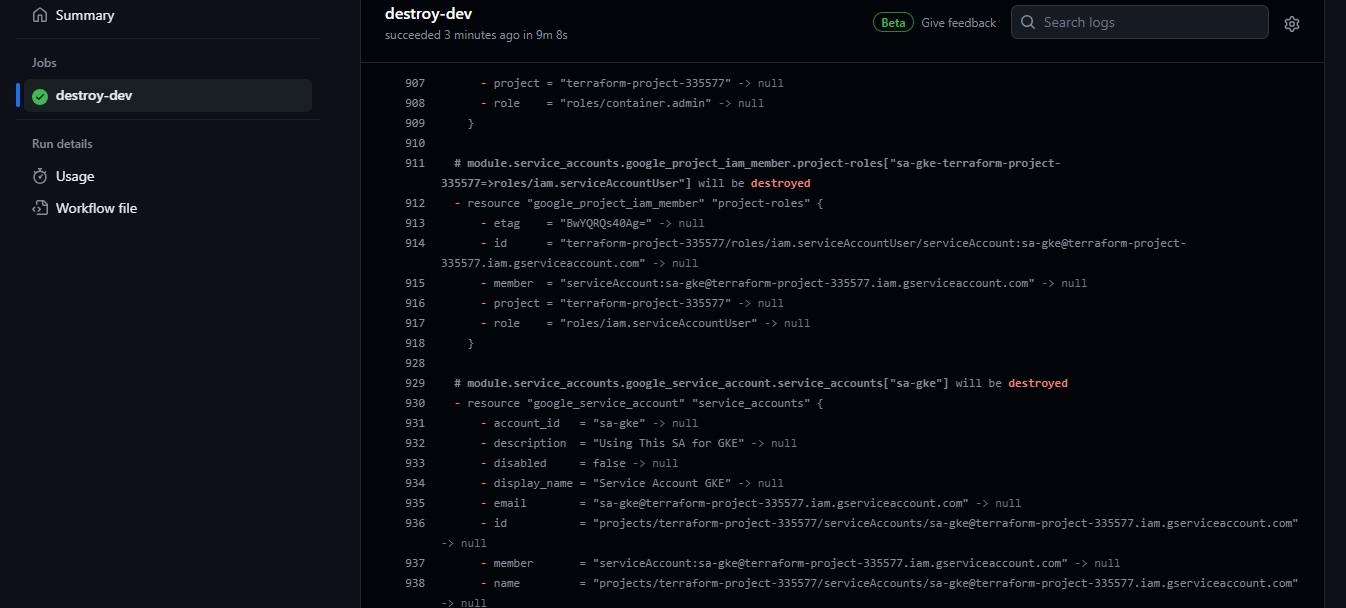 Summary
Jobs
destroy-dev
Run details
Usage
Workflow file
destroy-dev
succeeded 3 minutes ago in 9m 8s
Beta Give feedback
Search logs
907 - project = "terraform-project-335577" -> null
908 - role    = "roles/container.admin" -> null
909 }
910
911 # module.service_accounts.google_project_iam_member.project-roles["sa-gke-terraform-project-
335577=>roles/iam.serviceAccountUser"] will be destroyed
912 - resource "google_project_iam_member" "project-roles" {
913 - etag    = "BwYQRQs40Ag=" -> null
914 - id      = "terraform-project-335577/roles/iam.serviceAccountUser/serviceAccount:sa-gke@terraform-project-
335577.iam.gserviceaccount.com" -> null
915 - member  = "serviceAccount:sa-gke@terraform-project-335577.iam.gserviceaccount.com" -> null
916 - project = "terraform-project-335577" -> null
917 - role    = "roles/iam.serviceAccountUser" -> null
918 }
928
929 # module.service_accounts.google_service_account.service_accounts["sa-gke"] will be destroyed
930 - resource "google_service_account" "service_accounts" {
931 - account_id   = "sa-gke" -> null
932 - description  = "Using This SA for GKE" -> null
933 - disabled     = false -> null
934 - display_name = "Service Account GKE" -> null
935 - email        = "sa-gke@terraform-project-335577.iam.gserviceaccount.com" -> null
936 - id           = "projects/terraform-project-335577/serviceAccounts/sa-gke@terraform-project-335577.iam.gserviceaccount.com"
-> null
937 - member       = "serviceAccount:sa-gke@terraform-project-335577.iam.gserviceaccount.com" -> null
938 - name         = "projects/terraform-project-335577/serviceAccounts/sa-gke@terraform-project-335577.iam.gserviceaccount.com"
-> null